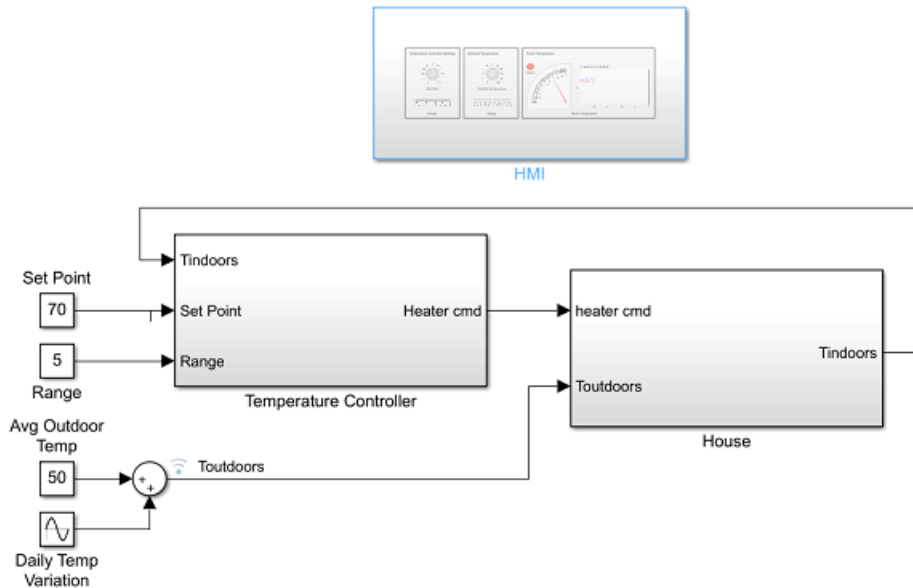 HMI
Tindoors
Set Point
70
Set Point
Heater cmd
heater cmd
5
Range
Range
Tindoors
Temperature Controller
Toutdoors
House
Avg Outdoor
Temp
50
+
+
Toutdoors
Daily Temp
Variation